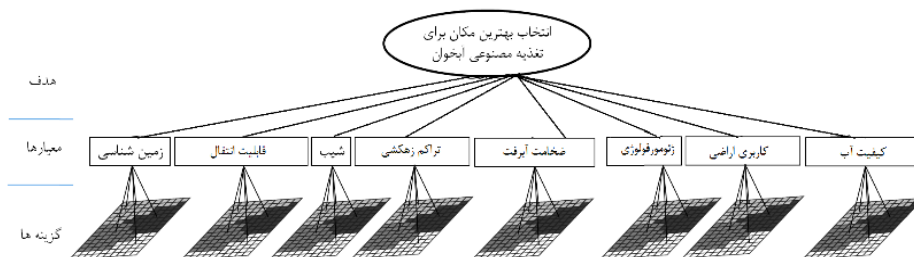 انتخاب بهترین مکان برای
تغذیه مصنوعی آبخوان
هدف
معیارها
کیفیت آب
کاربری اراضی
ژئومورفولوژی
ضخامت آبرفت
تراکم زهکشی
شیب
قابلیت انتقال
زمین شناسی
گزینه ها